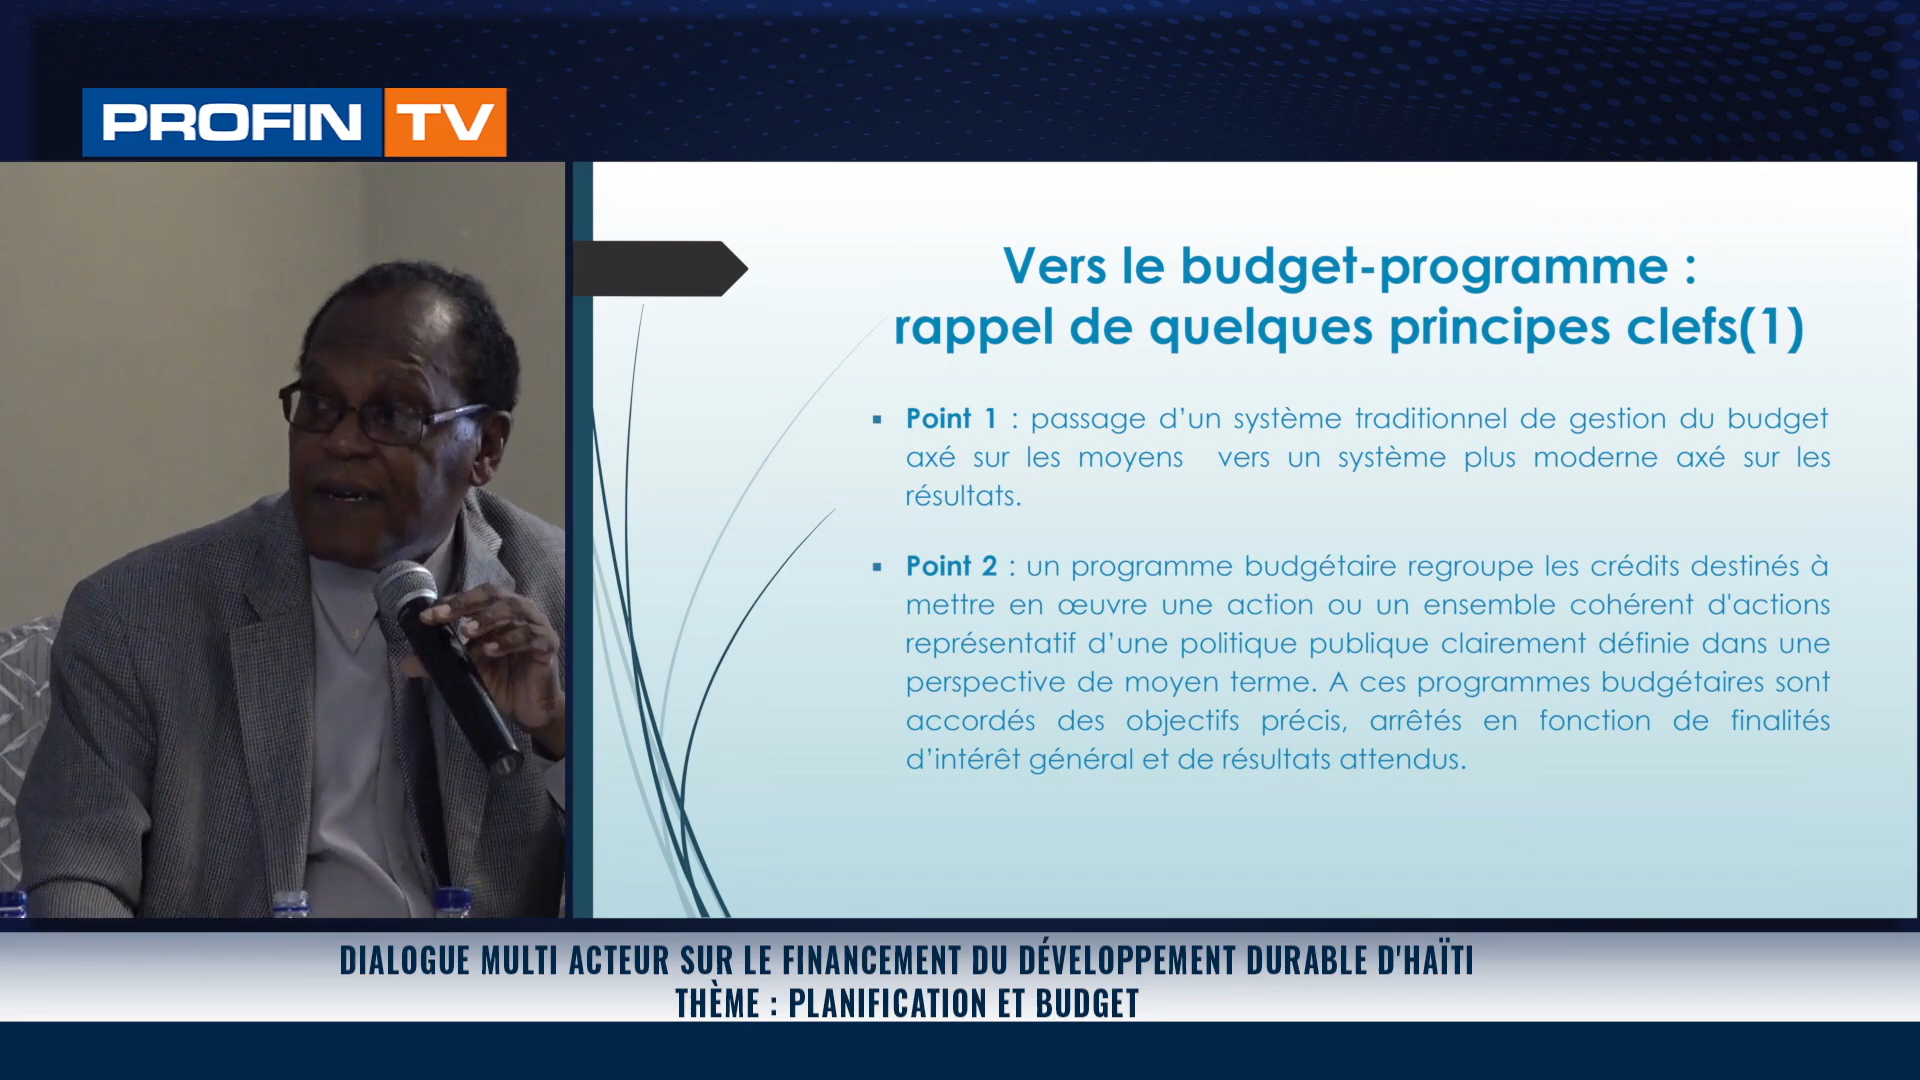 PROFIN TV
Vers le budget-programme :
rappel de quelques principes clefs(1)
▪ Point 1 : passage d’un système traditionnel de gestion du budget
axé sur les moyens vers un système plus moderne axé sur les
résultats.
▪ Point 2 : un programme budgétaire regroupe les crédits destinés à
mettre en œuvre une action ou un ensemble cohérent d'actions
représentatif d’une politique publique clairement définie dans une
perspective de moyen terme. A ces programmes budgétaires sont
accordés des objectifs précis, arrêtés en fonction de finalités
d’intérêt général et de résultats attendus.
DIALOGUE MULTI ACTEUR SUR LE FINANCEMENT DU DÉVELOPPEMENT DURABLE D'HAÏTI
THÈME : PLANIFICATION ET BUDGET